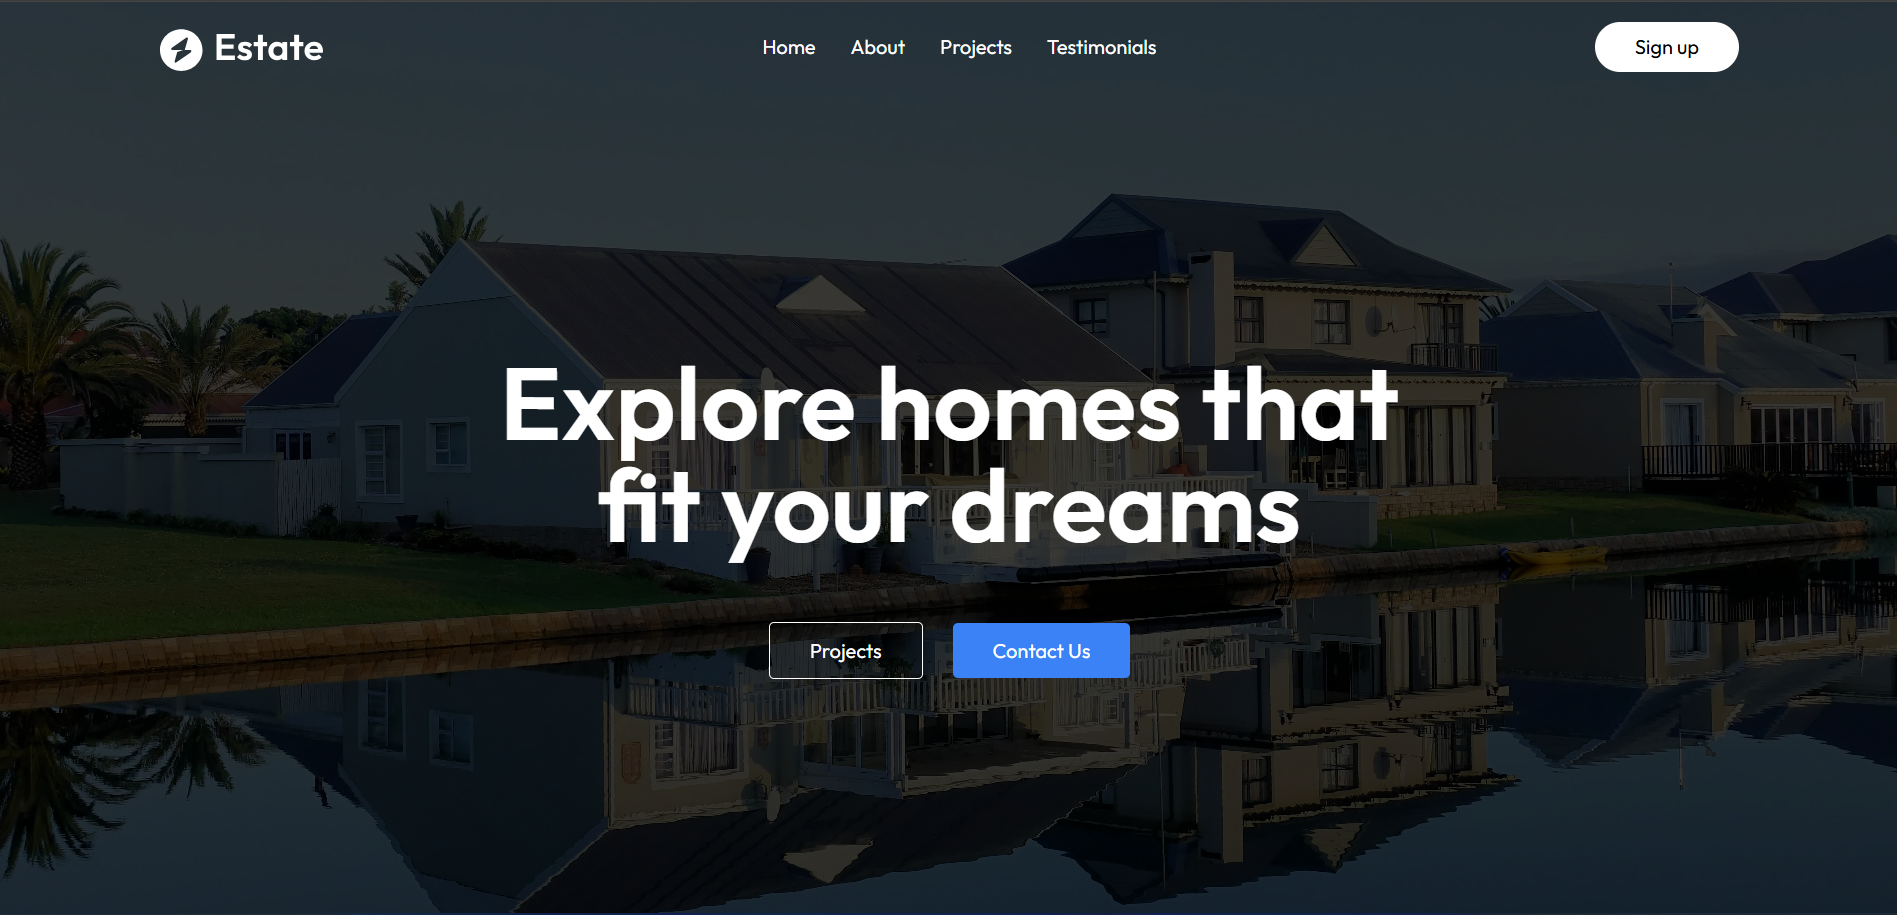 Estate
Home About Projects Testimonials
Sign up
Explore homes that
fit your dreams
Projects
Contact Us